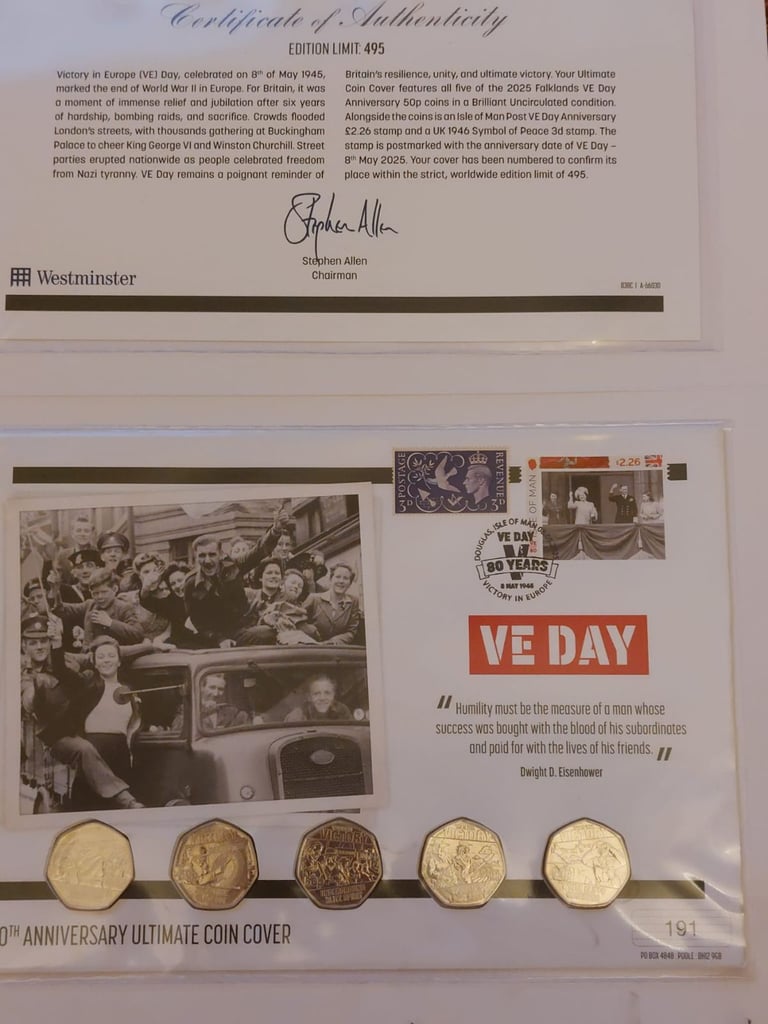 Certificate of Authenticity
EDITION LIMIT: 495
Victory in Europe (VE) Day, celebrated on 8th of May 1945,
marked the end of World War II in Europe. For Britain, it was
a moment of immense relief and jubilation after six years
of hardship, bombing raids, and sacrifice. Crowds flooded
London's streets, with thousands gathering at Buckingham
Palace to cheer King George VI and Winston Churchill. Street
parties erupted nationwide as people celebrated freedom
from Nazi tyranny. VE Day remains a poignant reminder of
Britain's resilience, unity, and ultimate victory. Your Ultimate
Coin Cover features all five of the 2025 Falklands VE Day
Anniversary 50p coins in a Brilliant Uncirculated condition.
Alongside the coins is an Isle of Man Post VE Day Anniversary
£2.26 stamp and a UK 1946 Symbol of Peace 3d stamp. The
stamp is postmarked with the anniversary date of VE Day –
8th May 2025. Your cover has been numbered to confirm its
place within the strict, worldwide edition limit of 495.
Stephen Allen
Stephen Allen
Chairman
Westminster
POSTAGE
REVENUE
3D
3D
£2.26
OF MAN
DOUGLAS, ISLE OF MAN
VE DAY
80 YEARS
8 MAY 1945
VICTORY IN EUROPE
VE DAY
"Humility must be the measure of a man whose
success was bought with the blood of his subordinates
and paid for with the lives of his friends."
Dwight D. Eisenhower
0TH ANNIVERSARY ULTIMATE COIN COVER
191
PO BOX 4848 POOLE BH12 9GB